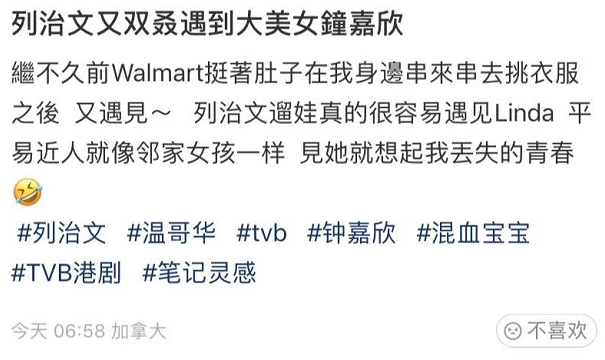 列治文又双叒遇到大美女鐘嘉欣
繼不久前Walmart挺著肚子在我身邊串來串去挑衣服
之後 又遇見～ 列治文遛娃真的很容易遇见Linda 平
易近人就像邻家女孩一样 見她就想起我丟失的青春
🤣
#列治文 #温哥华 #tvb #钟嘉欣 #混血宝宝
#TVB港剧 #笔记灵感
今天 06:58 加拿大 不喜欢